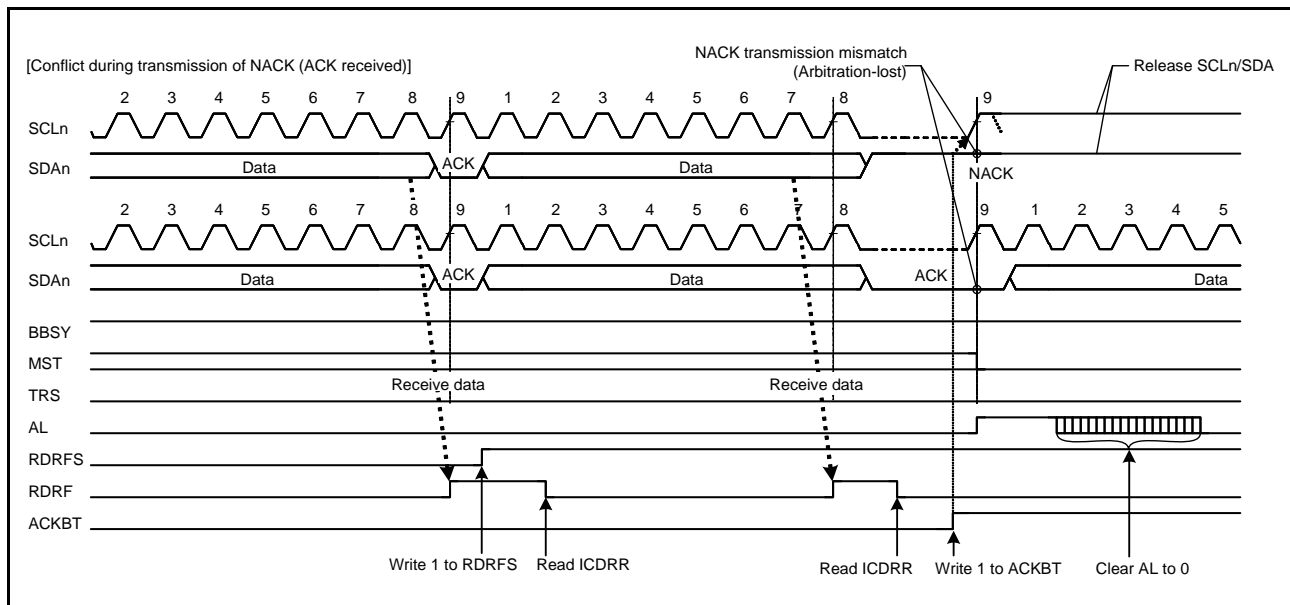 [Conflict during transmission of NACK (ACK received)]
NACK transmission mismatch
(Arbitration-lost)
Release SCLn/SDA
2 3 4 5 6 7 8 9 1 2 3 4 5 6 7 8 9
SCLn
SDAn Data ACK Data NACK
2 3 4 5 6 7 8 9 1 2 3 4 5 6 7 8 9 1 2 3 4 5
SCLn
SDAn Data ACK Data ACK Data
BBSY
MST
Receive data Receive data
TRS
AL
RDRFS
RDRF
ACKBT
Write 1 to RDRFS Read ICDRR Read ICDRR Write 1 to ACKBT Clear AL to 0